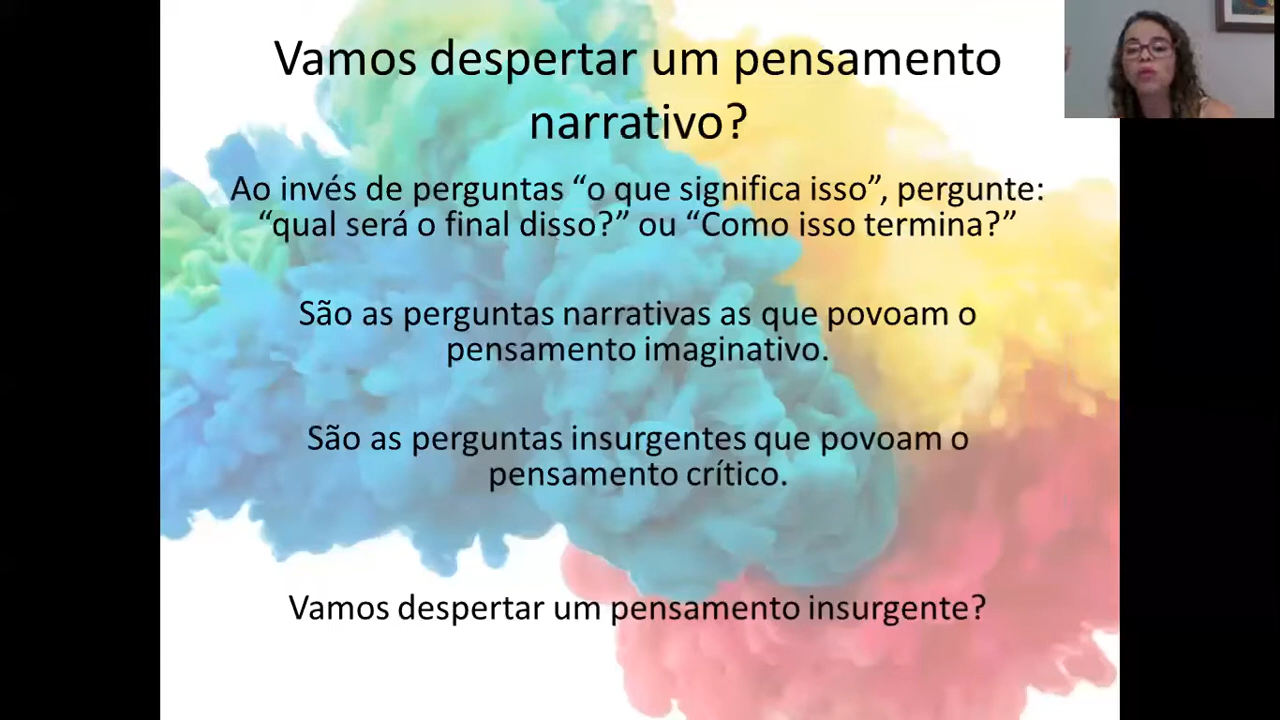 Vamos despertar um pensamento
narrativo?
Ao invés de perguntas “o que significa isso”, pergunte:
“qual será o final disso?” ou “Como isso termina?”
São as perguntas narrativas as que povoam o
pensamento imaginativo.
São as perguntas insurgentes que povoam o
pensamento crítico.
Vamos despertar um pensamento insurgente?